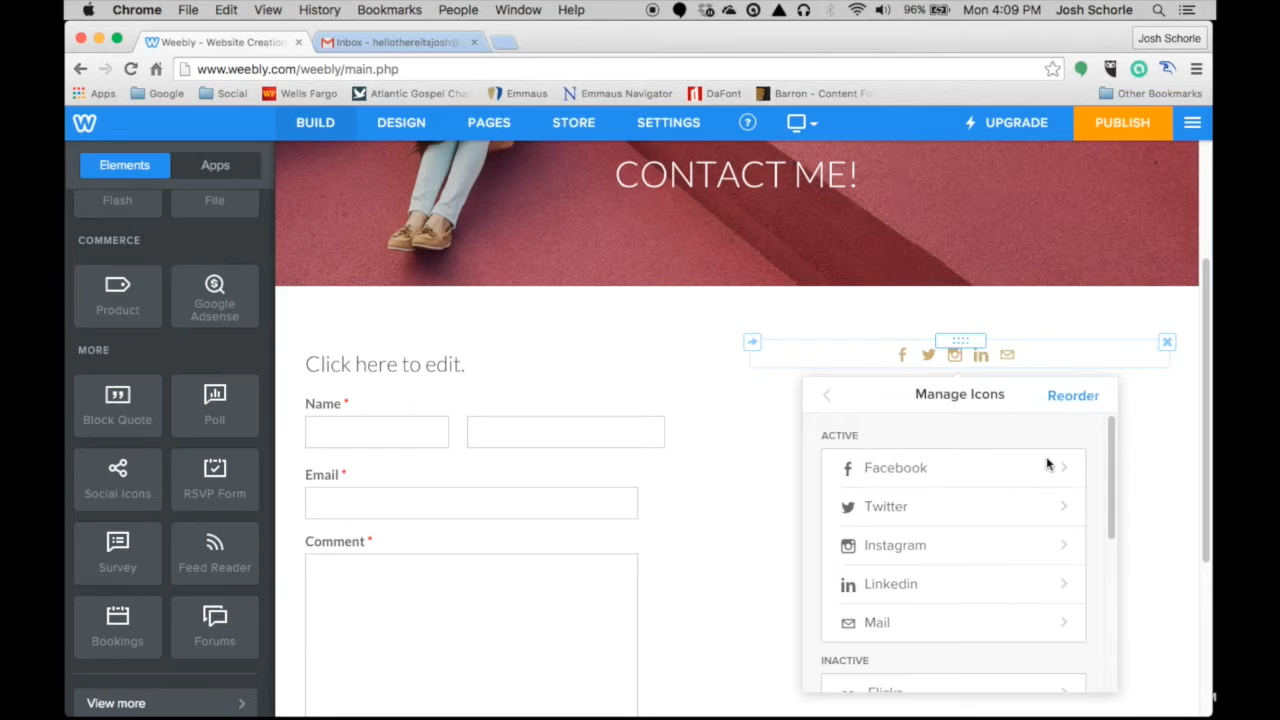 Chrome File Edit View History Bookmarks People Window Help 96% Mon 4:09 PM Josh Schorle
Weebly - Website Creation Inbox - hellothereitsjosh@ Josh Schorle
www.weebly.com/weebly/main.php
Apps Google Social Wells Fargo Atlantic Gospel Cha Emmaus Emmaus Navigator DaFont Barron - Content Fo Other Bookmarks
BUILD DESIGN PAGES STORE SETTINGS ? UPGRADE PUBLISH
Elements Apps
Flash File
COMMERCE
Product Google Adsense
MORE
Block Quote Poll
Social Icons RSVP Form
Survey Feed Reader
Bookings Forums
View more
CONTACT ME!
Click here to edit.
Name *
Email *
Comment *
Manage Icons Reorder
ACTIVE
Facebook
Twitter
Instagram
Linkedin
Mail
INACTIVE
Flickr